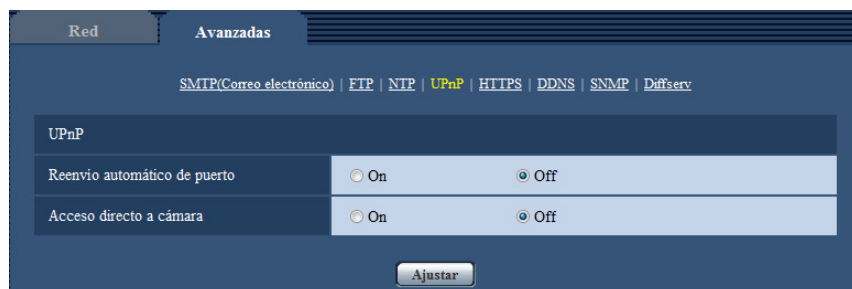 Red Avanzadas
SMTP(Correo electrónico) | FTP | NTP | UPnP | HTTPS | DDNS | SNMP | Diffserv
UPnP
Reenvio automático de puerto On Off
Acceso directo a cámara On Off
Ajustar